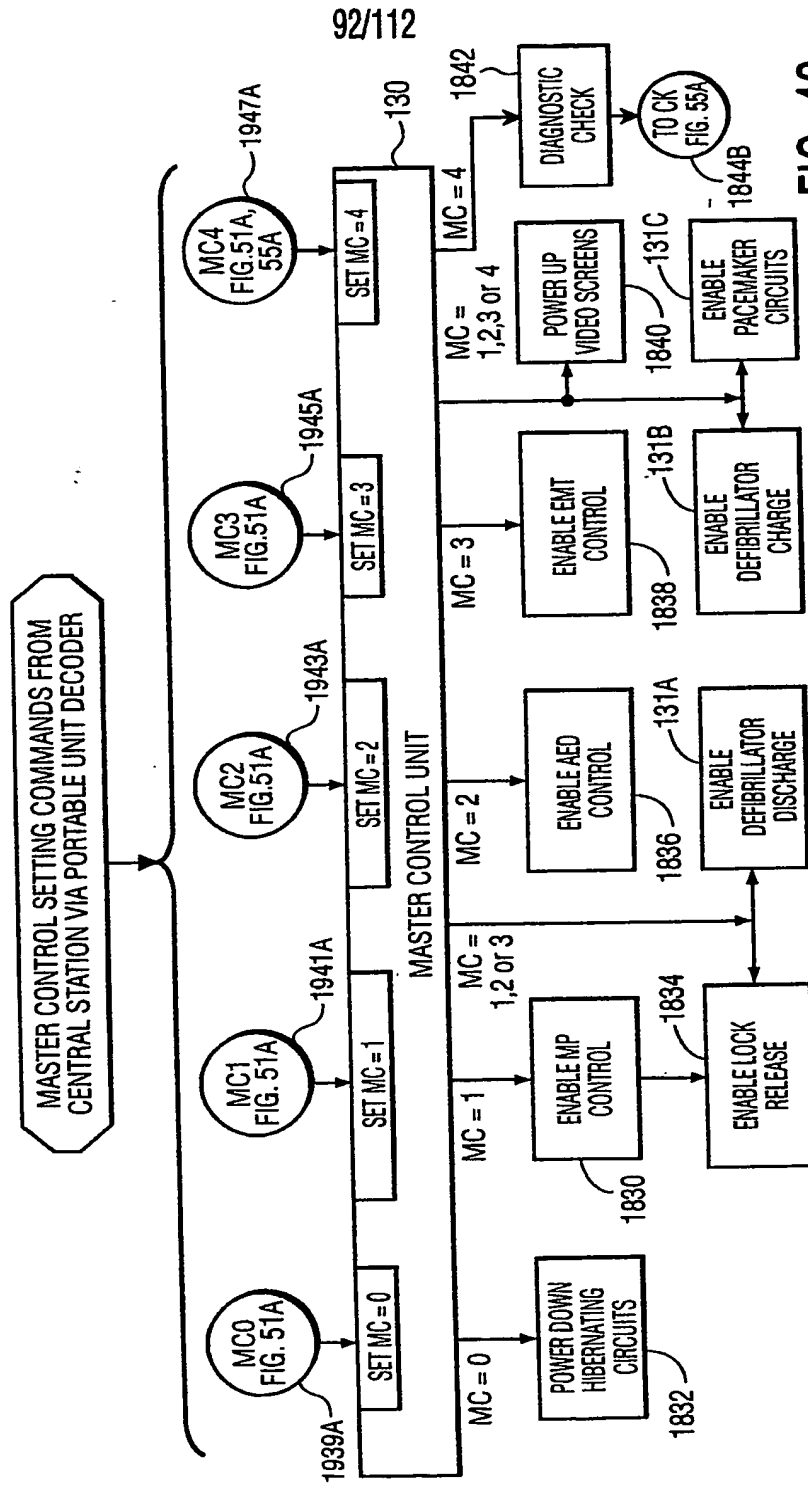 92/112
MASTER CONTROL SETTING COMMANDS FROM
CENTRAL STATION VIA PORTABLE UNIT DECODER
MC0
FIG. 51A
1939A
MC1
FIG. 51A
1941A
MC2
FIG.51A
1943A
MC3
FIG.51A
1945A
MC4
FIG.51A,
55A
1947A
SET MC=0
SET MC=1
SET MC=2
SET MC=3
SET MC=4
130
MASTER CONTROL UNIT
MC=0
MC=1
MC=
1,2 or 3
MC=2
MC=3
MC=
1,2,3 or 4
MC=4
POWER DOWN
HIBERNATING
CIRCUITS
1832
ENABLE MP
CONTROL
1830
ENABLE AED
CONTROL
1836
ENABLE EMT
CONTROL
1838
POWER UP
VIDEO SCREENS
1840
DIAGNOSTIC
CHECK
1842
ENABLE LOCK
RELEASE
1834
ENABLE
DEFIBRILLATOR
DISCHARGE
131A
ENABLE
DEFIBRILLATOR
CHARGE
131B
ENABLE
PACEMAKER
CIRCUITS
131C
TO CK
FIG. 55A
1844B